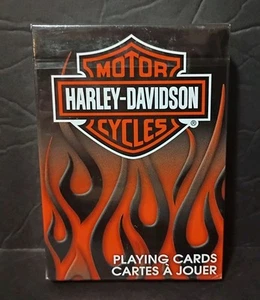 MOTOR
HARLEY-DAVIDSON
CYCLES
®
PLAYING CARDS
CARTES À JOUER